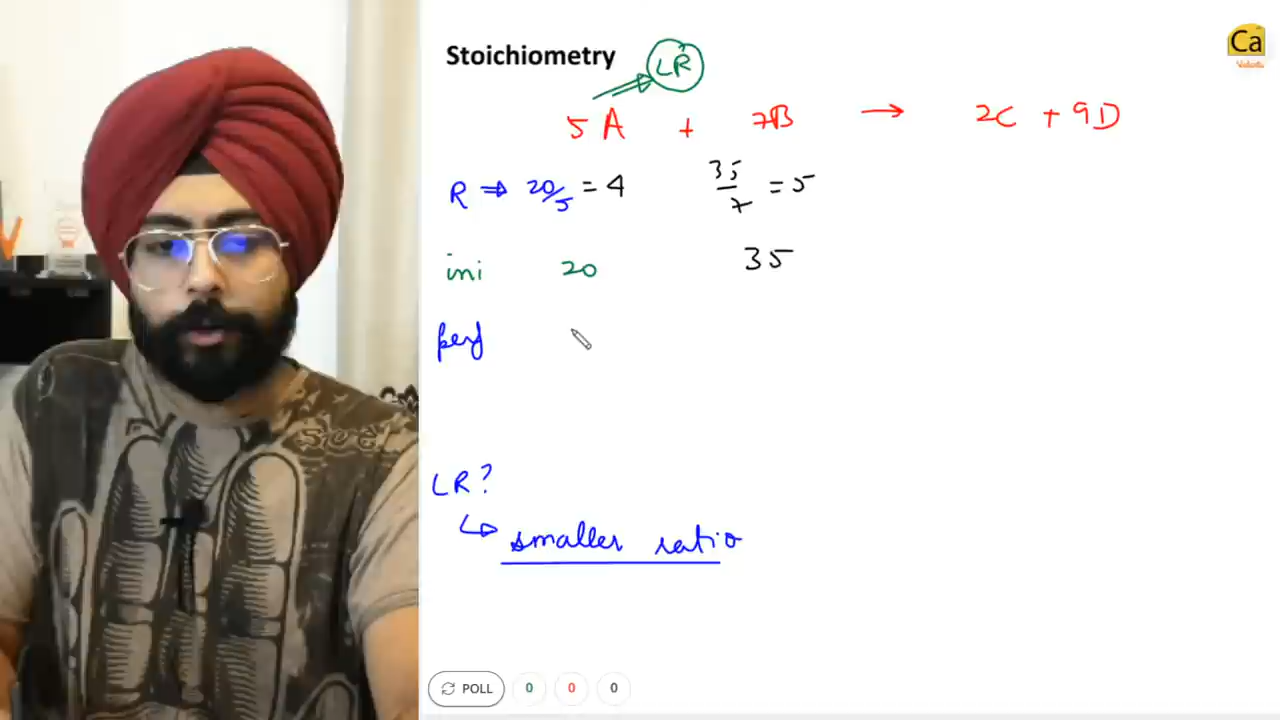 Stoichiometry
LR
5 A + 7B → 2C + 9D
R ⇒ 20/5 = 4 35/7 = 5
ini 20 35
LR?
↳ smaller ratio
POLL 0 0 0
Ca
Vedantu